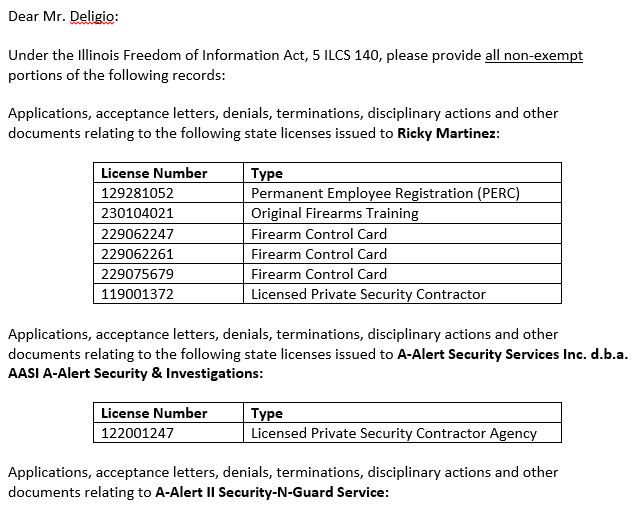 Dear Mr. Deligio:
Under the Illinois Freedom of Information Act, 5 ILCS 140, please provide all non-exempt
portions of the following records:
Applications, acceptance letters, denials, terminations, disciplinary actions and other
documents relating to the following state licenses issued to Ricky Martinez:
License Number Type
129281052 Permanent Employee Registration (PERC)
230104021 Original Firearms Training
229062247 Firearm Control Card
229062261 Firearm Control Card
229075679 Firearm Control Card
119001372 Licensed Private Security Contractor
Applications, acceptance letters, denials, terminations, disciplinary actions and other
documents relating to the following state licenses issued to A-Alert Security Services Inc. d.b.a.
AASI A-Alert Security & Investigations:
License Number Type
122001247 Licensed Private Security Contractor Agency
Applications, acceptance letters, denials, terminations, disciplinary actions and other
documents relating to A-Alert II Security-N-Guard Service: